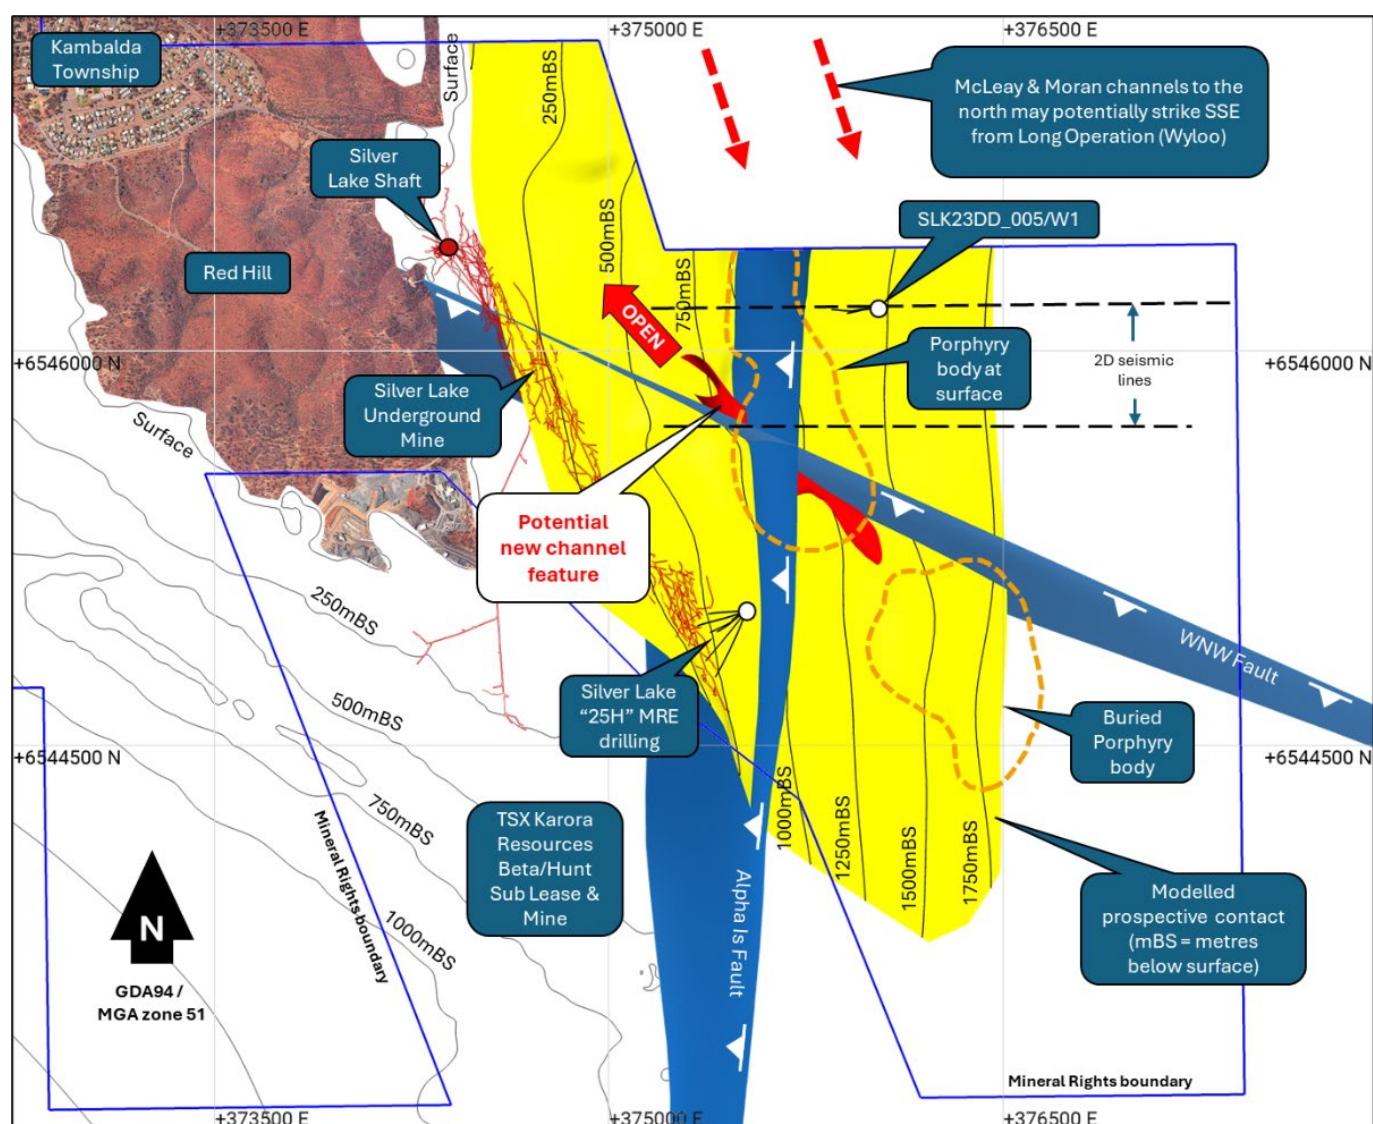 +373500 E
+375000 E
+376500 E
Kambalda
Township
Surface
250mBS
McLeay & Moran channels to the
north may potentially strike SSE
from Long Operation (Wyloo)
Silver
Lake Shaft
500mBS
SLK23DD_005/W1
Red Hill
750mBS
OPEN
+6546000 N
+6546000 N
Porphyry
body at
surface
2D seismic
lines
Silver Lake
Underground
Mine
Surface
Potential
new channel
feature
250mBS
WNW Fault
500mBS
Silver Lake
“25H” MRE
drilling
Buried
Porphyry
body
+6544500 N
+6544500 N
750mBS
1000mBS
1250mBS
1500mBS
1750mBS
Mineral Rights boundary
TSX Karora
Resources
Beta/Hunt
Sub Lease &
Mine
Alpha Is Fault
Modelled
prospective contact
(mBS = metres
below surface)
N
1000mBS
GDA94 /
MGA zone 51
Mineral Rights boundary
+373500 E
+375000 E
+376500 E